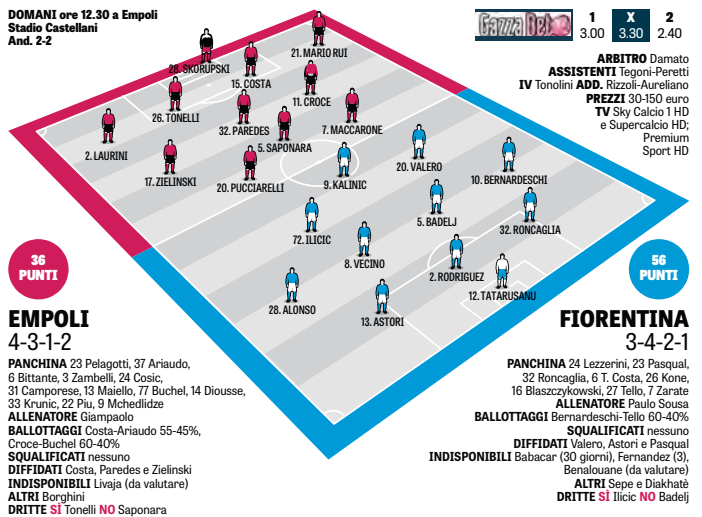 DOMANI ore 12.30 a Empoli
Stadio Castellani
And. 2-2
Gazza Bet
1 X 2
3.00 3.30 2.40
ARBITRO Damato
ASSISTENTI Tegoni-Peretti
IV Tonolini ADD. Rizzoli-Aureliano
PREZZI 30-150 euro
TV Sky Calcio 1 HD
e Supercalcio HD;
Premium
Sport HD
28. SKORUPSKI
21. MARIO RUI
15. COSTA
26. TONELLI
11. CROCE
2. LAURINI
32. PAREDES
7. MACCARONE
5. SAPONARA
17. ZIELINSKI
20. PUCCIARELLI
9. KALINIC
20. VALERO
10. BERNARDESCHI
5. BADELJ
32. RONCAGLIA
72. ILICIC
8. VECINO
2. RODRIGUEZ
12. TATARUSANU
28. ALONSO
13. ASTORI
36
PUNTI
EMPOLI
4-3-1-2
PANCHINA 23 Pelagotti, 37 Ariaudo,
6 Bittante, 3 Zambelli, 24 Cosic,
31 Camporese, 13 Maiello, 77 Buchel, 14 Diousse,
33 Krunic, 22 Piu, 9 Mchedlidze
ALLENATORE Giampaolo
BALLOTTAGGI Costa-Ariaudo 55-45%,
Croce-Buchel 60-40%
SQUALIFICATI nessuno
DIFFIDATI Costa, Paredes e Zielinski
INDISPONIBILI Livaja (da valutare)
ALTRI Borghini
DRITTE SÌ Tonelli NO Saponara
56
PUNTI
FIORENTINA
3-4-2-1
PANCHINA 24 Lezzerini, 23 Pasqual,
32 Roncaglia, 6 T. Costa, 26 Kone,
16 Blaszczykowski, 27 Tello, 7 Zarate
ALLENATORE Paulo Sousa
BALLOTTAGGI Bernardeschi-Tello 60-40%
SQUALIFICATI nessuno
DIFFIDATI Valero, Astori e Pasqual
INDISPONIBILI Babacar (30 giorni), Fernandez (3),
Benalouane (da valutare)
ALTRI Sepe e Diakhatè
DRITTE SÌ Ilicic NO Badelj